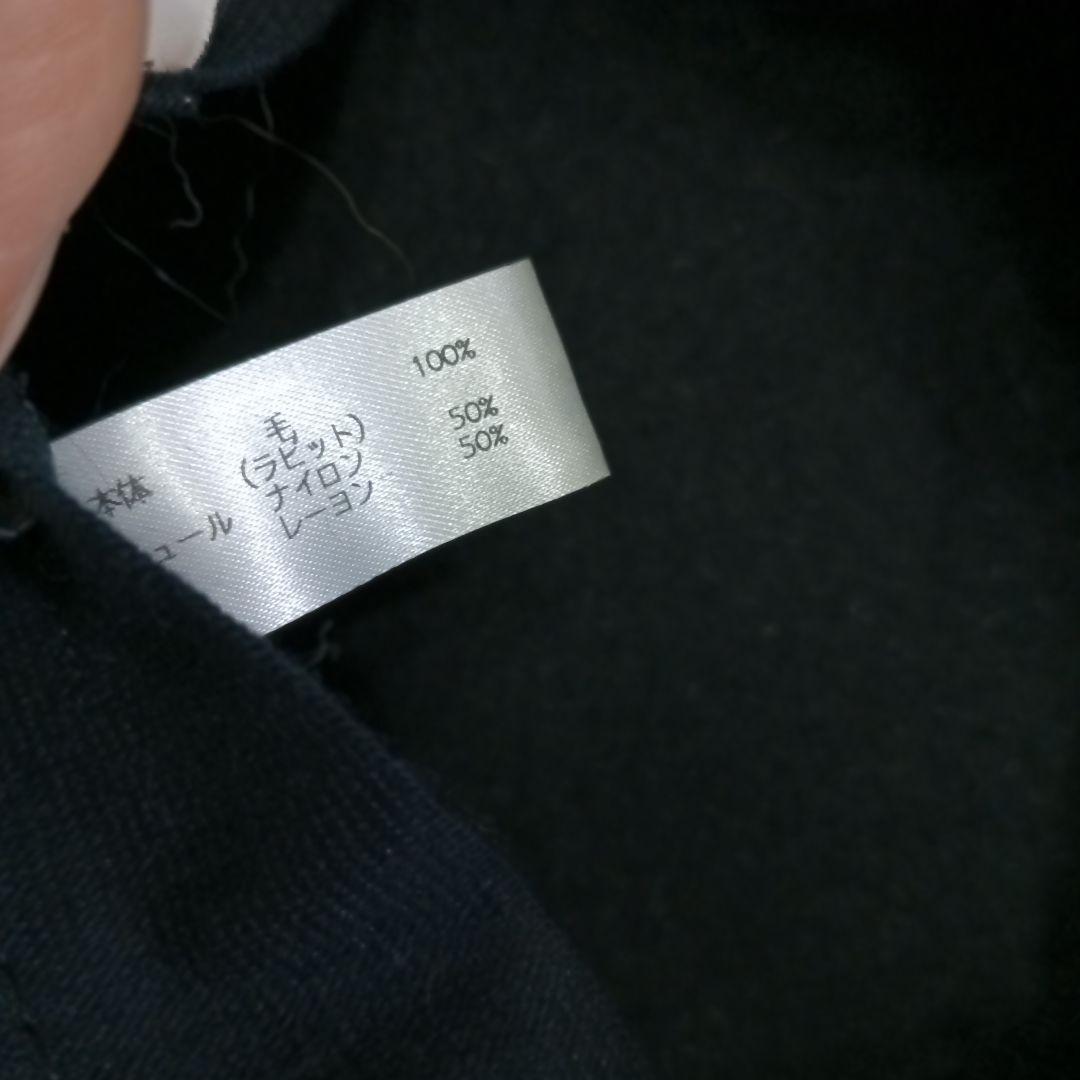 本体 毛 100%
(ラビット)
ュール ナイロン 50%
レーヨン 50%